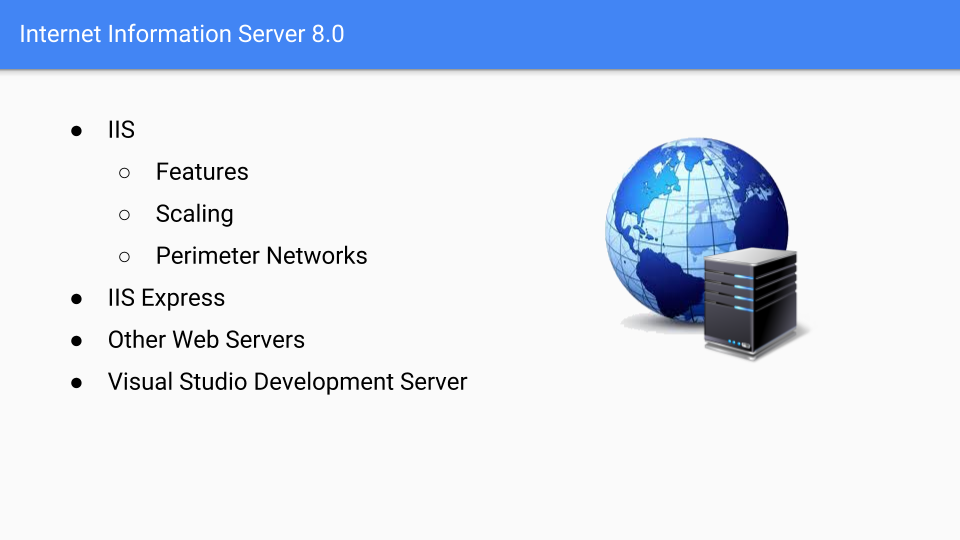 Internet Information Server 8.0
● IIS
○ Features
○ Scaling
○ Perimeter Networks
● IIS Express
● Other Web Servers
● Visual Studio Development Server